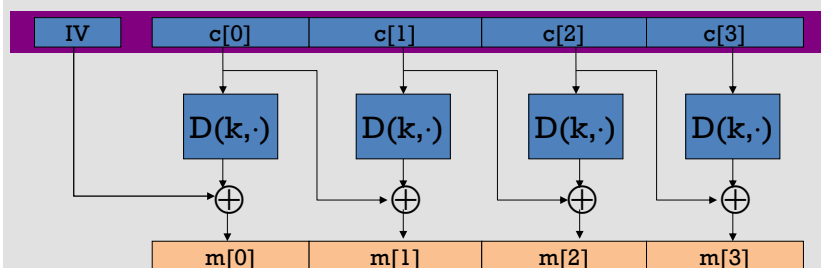 IV c[0] c[1] c[2] c[3]
D(k,·) D(k,·) D(k,·) D(k,·)
m[0] m[1] m[2] m[3]